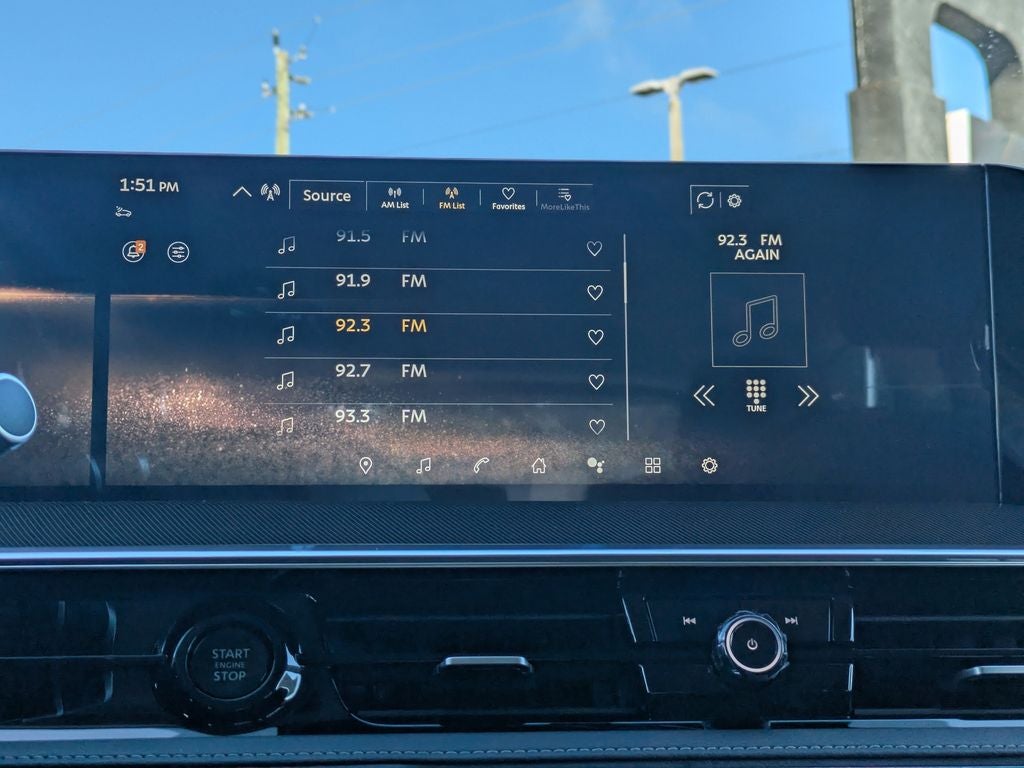 1:51 PM
Source
AM List
FM List
Favorites
MoreLikeThis
2
91.5 FM
91.9 FM
92.3 FM
92.7 FM
93.3 FM
92.3 FM
AGAIN
TUNE
START
ENGINE
STOP